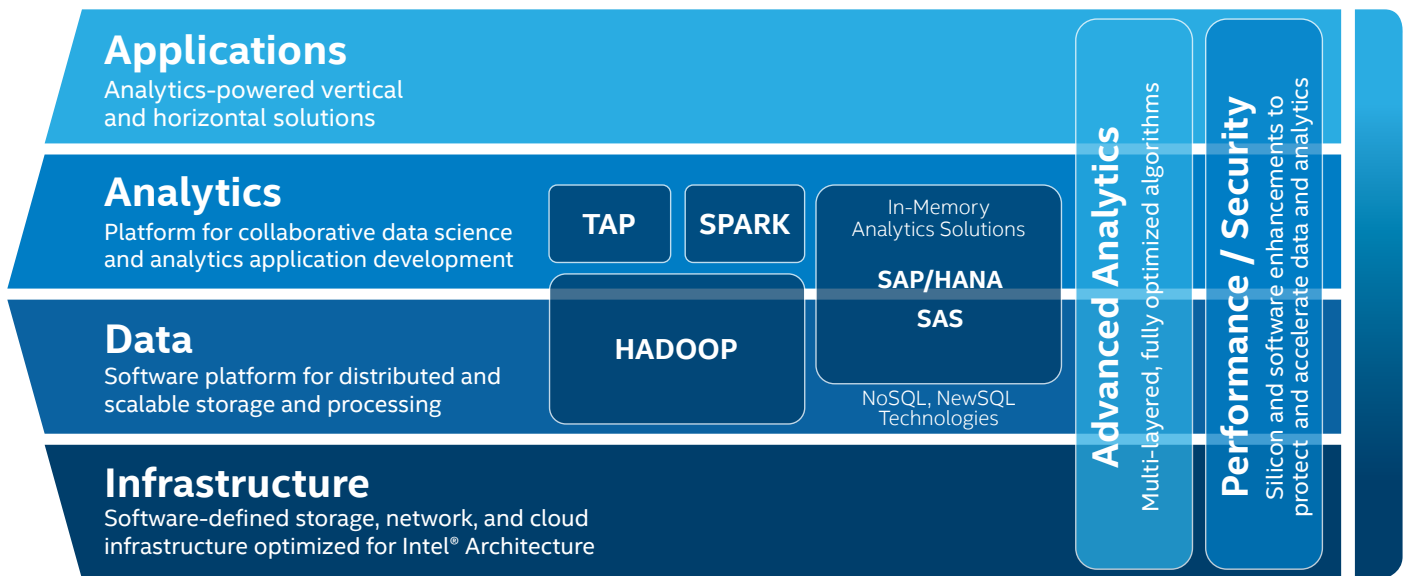 Applications
Analytics-powered vertical
and horizontal solutions
Analytics
Platform for collaborative data science
and analytics application development
TAP
SPARK
In-Memory
Analytics Solutions
SAP/HANA
SAS
Data
Software platform for distributed and
scalable storage and processing
HADOOP
NoSQL, NewSQL
Technologies
Infrastructure
Software-defined storage, network, and cloud
infrastructure optimized for Intel® Architecture
Advanced Analytics
Multi-layered, fully optimized algorithms
Performance / Security
Silicon and software enhancements to
protect and accelerate data and analytics